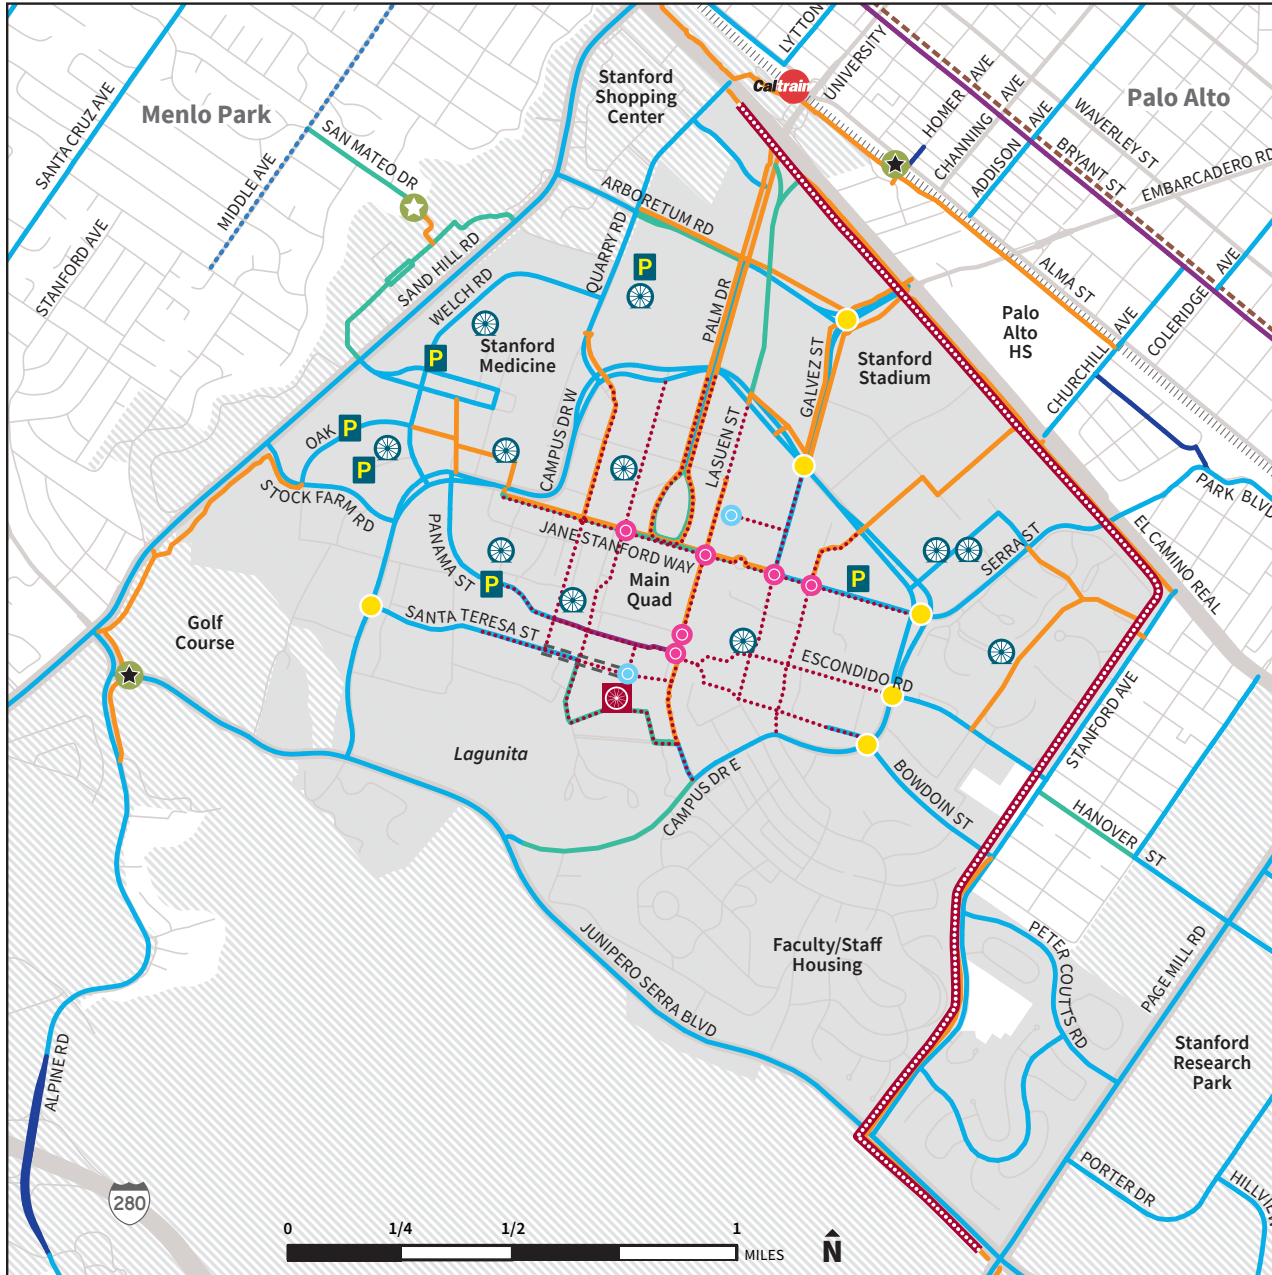 LYTTON
UNIVERSITY
Caltrain
Stanford
Shopping
Center
Menlo Park
Palo Alto
SANTA CRUZ AVE
SAN MATEO DR
MIDDLE AVE
STANFORD AVE
HOMER AVE
CHANNING AVE
ADDISON AVE
WAVERLEY ST
BRYANT ST
EMBARCADERO RD
ARBORETUM RD
SAND HILL RD
WELCH RD
QUARRY RD
PALM DR
ALMA ST
COLERIDGE AVE
CHURCHILL AVE
Palo
Alto
HS
P
P
Stanford
Medicine
GALVEZ ST
Stanford
Stadium
CAMPUS DR W
LASUEN ST
OAK
P
P
STOCK FARM RD
PANAMA ST
JANE STANFORD WAY
PARK BLVD
EL CAMINO REAL
SERRA ST
Main
Quad
P
P
SANTA TERESA ST
Golf
Course
ESCONDIDO RD
STANFORD AVE
Lagunita
CAMPUS DR E
BOWDOIN ST
HANOVER ST
Faculty/Staff
Housing
JUNIPERO SERRA BLVD
PETER COUTTS RD
PAGE MILL RD
Stanford
Research
Park
ALPINE RD
PORTER DR
HILLVIEW
280
0 1/4 1/2 1
MILES
N